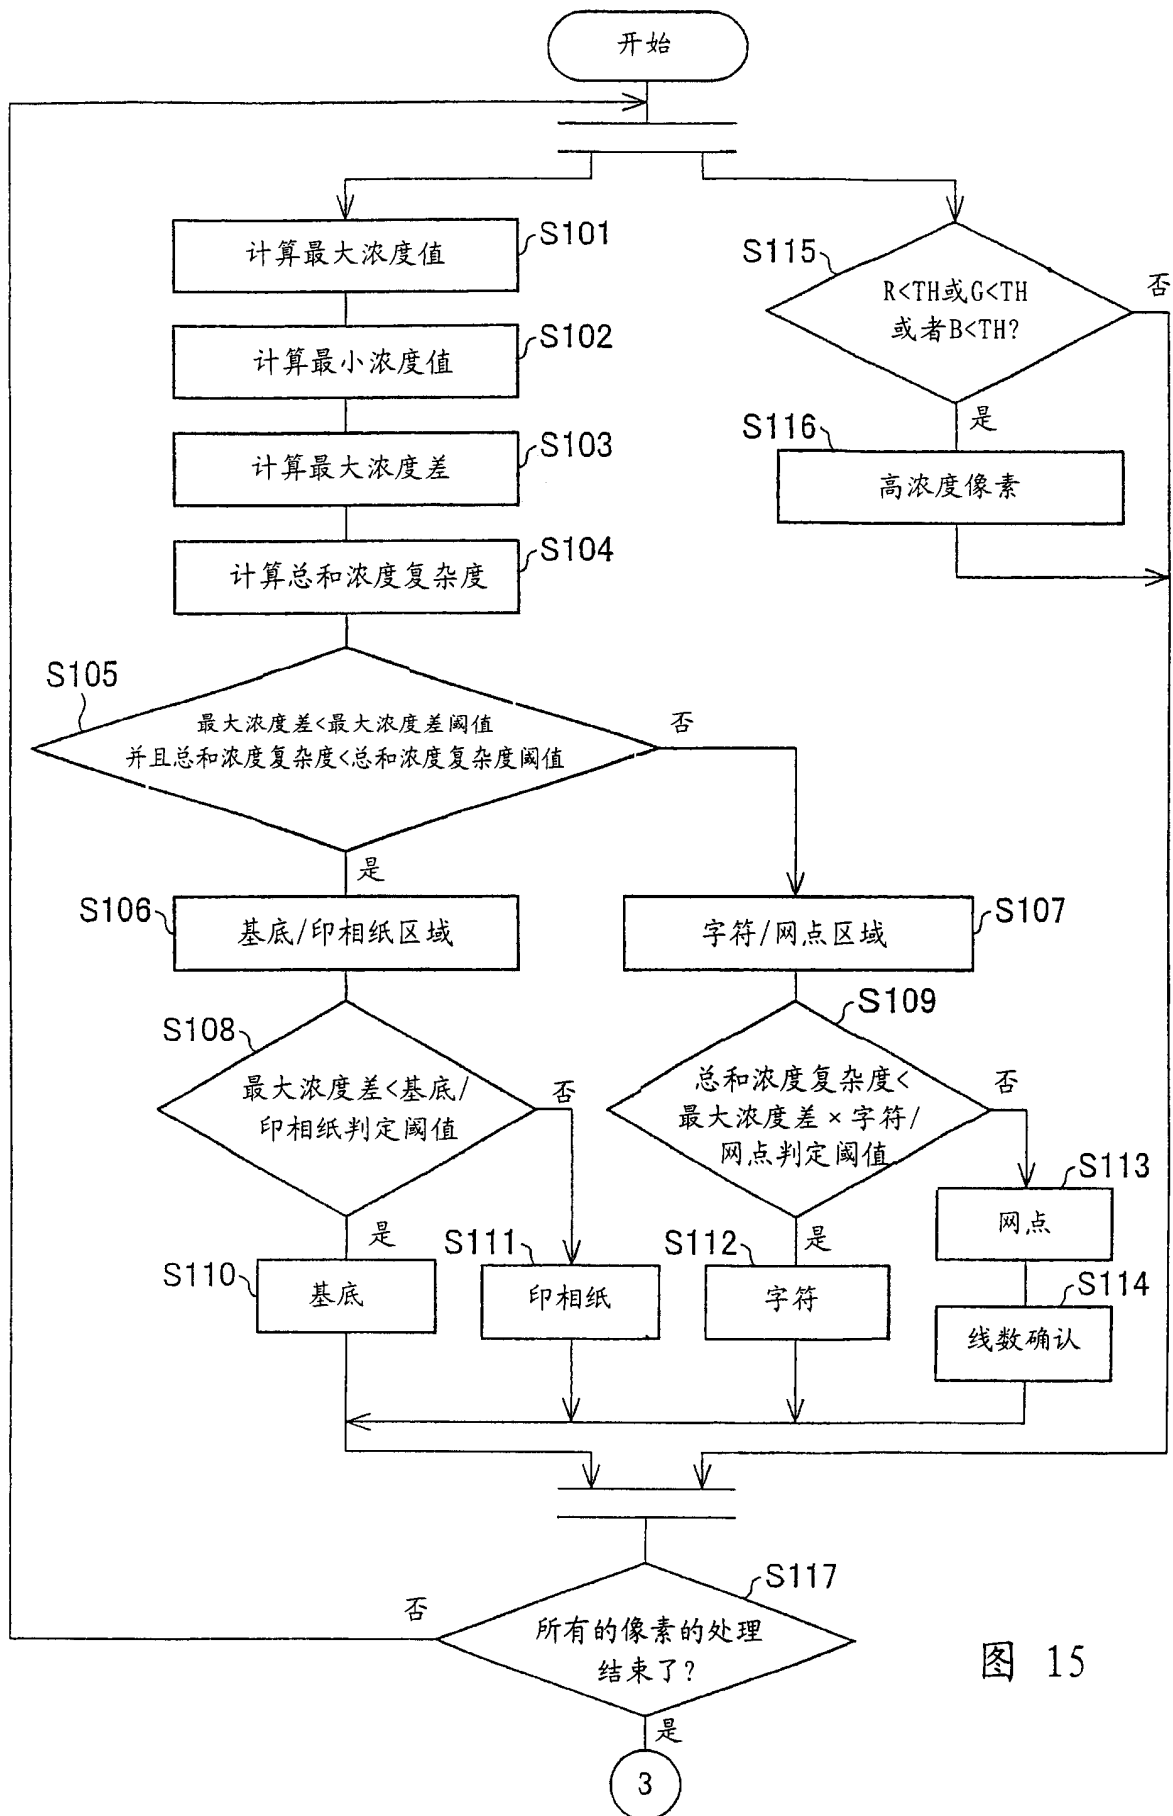 开始
S101
计算最大浓度值
S102
计算最小浓度值
S103
计算最大浓度差
S104
计算总和浓度复杂度
S115
R<TH或G<TH
或者B<TH?
否
是
S116
高浓度像素
S105
最大浓度差<最大浓度差阈值
并且总和浓度复杂度<总和浓度复杂度阈值
否
是
S106
基底/印相纸区域
S107
字符/网点区域
S108
最大浓度差<基底/
印相纸判定阈值
否
是
S109
总和浓度复杂度<
最大浓度差×字符/
网点判定阈值
否
是
S110
基底
S111
印相纸
S112
字符
S113
网点
S114
线数确认
S117
所有的像素的处理
结束了?
否
是
3
图 15